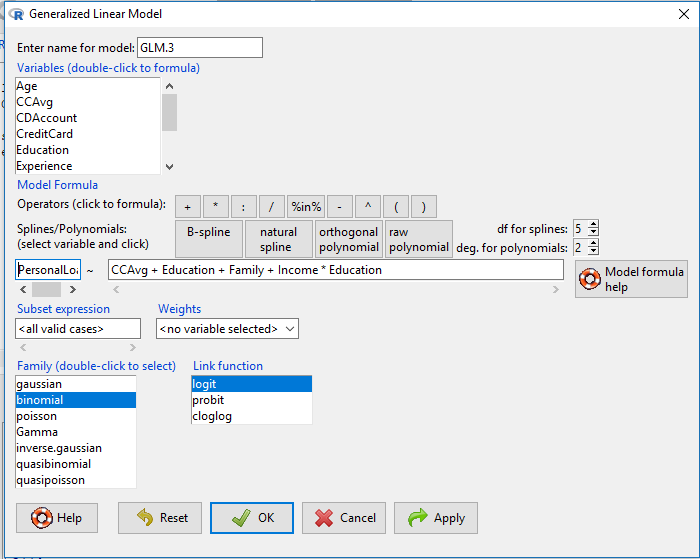 Generalized Linear Model
Enter name for model: GLM.3
Variables (double-click to formula)
Age
CCAvg
CDAccount
CreditCard
Education
Experience
Model Formula
Operators (click to formula): + * : / %in% - ^ ( )
Splines/Polynomials:
(select variable and click)
B-spline
natural
spline
orthogonal
polynomial
raw
polynomial
df for splines: 5
deg. for polynomials: 2
PersonalLoa ~ CCAvg + Education + Family + Income * Education
Model formula
help
Subset expression
<all valid cases>
Weights
<no variable selected>
Family (double-click to select)
gaussian
binomial
poisson
Gamma
inverse.gaussian
quasibinomial
quasipoisson
Link function
logit
probit
cloglog
Help Reset OK Cancel Apply